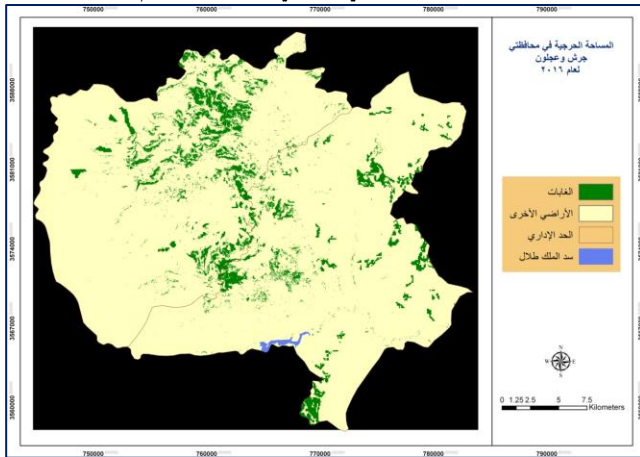 750000 760000 770000 780000 790000
المساحة الحرجية في محافظتي
جرش وعجلون
لعام ٢٠١٦
3588000
3581000
3574000
3567000
3560000
الغابات
الأراضي الأخرى
الحد الإداري
سد الملك طلال
N
W E
S
0 1.25 2.5 5 7.5
Kilometers
750000 760000 770000 780000 790000